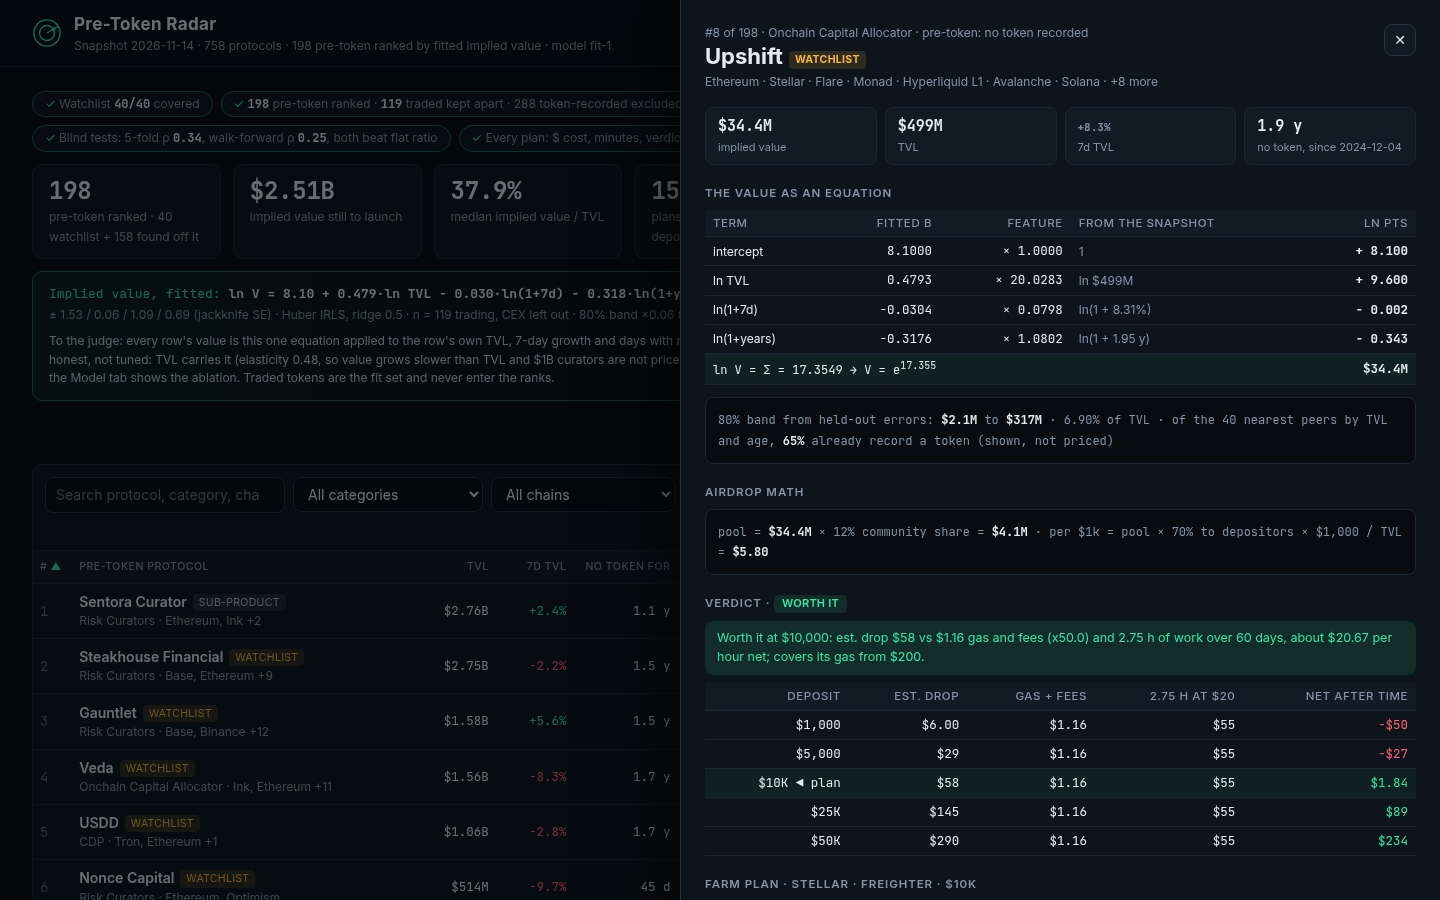 Pre-Token Radar
Snapshot 2026-11-14 · 758 protocols · 198 pre-token ranked by fitted implied value · model fit-1
✓ Watchlist 40/40 covered
✓ 198 pre-token ranked · 119 traded kept apart · 288 token-recorded excluded
✓ Blind tests: 5-fold ρ 0.34, walk-forward ρ 0.25, both beat flat ratio
✓ Every plan: $ cost, minutes,
198
pre-token ranked · 40
watchlist + 158 found off it
$2.51B
implied value still to launch
37.9%
median implied value / TVL
15
plans
Implied value, fitted: ln V = 8.10 + 0.479·ln TVL - 0.030·ln(1+7d) - 0.318·ln(1+y
± 1.53 / 0.06 / 1.09 / 0.69 (jackknife SE) · Huber IRLS, ridge 0.5 · n = 119 trading, CEX left out · 80% band ×0.06
To the judge: every row's value is this one equation applied to the row's own TVL, 7-day growth and days with
honest, not tuned: TVL carries it (elasticity 0.48, so value grows slower than TVL and $1B curators are not price
the Model tab shows the ablation. Traded tokens are the fit set and never enter the ranks.
Search protocol, category, cha
All categories
All chains
# ▲ PRE-TOKEN PROTOCOL TVL 7D TVL NO TOKEN FOR
1 Sentora Curator SUB-PRODUCT $2.76B +2.4% 1.1 y
Risk Curators · Ethereum, Ink +2
2 Steakhouse Financial WATCHLIST $2.75B -2.2% 1.5 y
Risk Curators · Base, Ethereum +9
3 Gauntlet WATCHLIST $1.58B +5.6% 1.5 y
Risk Curators · Base, Binance +12
4 Veda WATCHLIST $1.56B -8.3% 1.7 y
Onchain Capital Allocator · Ink, Ethereum +11
5 USDD WATCHLIST $1.06B -2.8% 1.7 y
CDP · Tron, Ethereum +1
6 Nonce Capital WATCHLIST $514M -9.7% 45 d
Risk Curators · Ethereum, Optimism
#8 of 198 · Onchain Capital Allocator · pre-token: no token recorded
✕
Upshift WATCHLIST
Ethereum · Stellar · Flare · Monad · Hyperliquid L1 · Avalanche · Solana · +8 more
$34.4M
implied value
$499M
TVL
+8.3%
7d TVL
1.9 y
no token, since 2024-12-04
THE VALUE AS AN EQUATION
TERM FITTED B FEATURE FROM THE SNAPSHOT LN PTS
intercept 8.1000 × 1.0000 1 + 8.100
ln TVL 0.4793 × 20.0283 ln $499M + 9.600
ln(1+7d) -0.0304 × 0.0798 ln(1 + 8.31%) - 0.002
ln(1+years) -0.3176 × 1.0802 ln(1 + 1.95 y) - 0.343
ln V = Σ = 17.3549 → V = e17.355 $34.4M
80% band from held-out errors: $2.1M to $317M · 6.90% of TVL · of the 40 nearest peers by TVL
and age, 65% already record a token (shown, not priced)
AIRDROP MATH
pool = $34.4M × 12% community share = $4.1M · per $1k = pool × 70% to depositors × $1,000 / TVL
= $5.80
VERDICT · WORTH IT
Worth it at $10,000: est. drop $58 vs $1.16 gas and fees (x50.0) and 2.75 h of work over 60 days, about $20.67 per
hour net; covers its gas from $200.
DEPOSIT EST. DROP GAS + FEES 2.75 H AT $20 NET AFTER TIME
$1,000 $6.00 $1.16 $55 -$50
$5,000 $29 $1.16 $55 -$27
$10K ◄ plan $58 $1.16 $55 $1.84
$25K $145 $1.16 $55 $89
$50K $290 $1.16 $55 $234
FARM PLAN · STELLAR · FREIGHTER · $10K